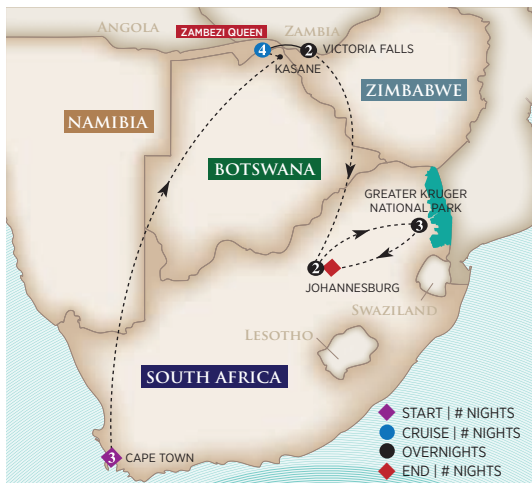 ANGOLA
ZAMBEZI QUEEN
ZAMBIA
4
2
VICTORIA FALLS
KASANE
ZIMBABWE
NAMIBIA
BOTSWANA
GREATER KRUGER
NATIONAL PARK
3
2
JOHANNESBURG
SWAZILAND
LESOTHO
SOUTH AFRICA
3
CAPE TOWN
START | # NIGHTS
CRUISE | # NIGHTS
OVERNIGHTS
END | # NIGHTS